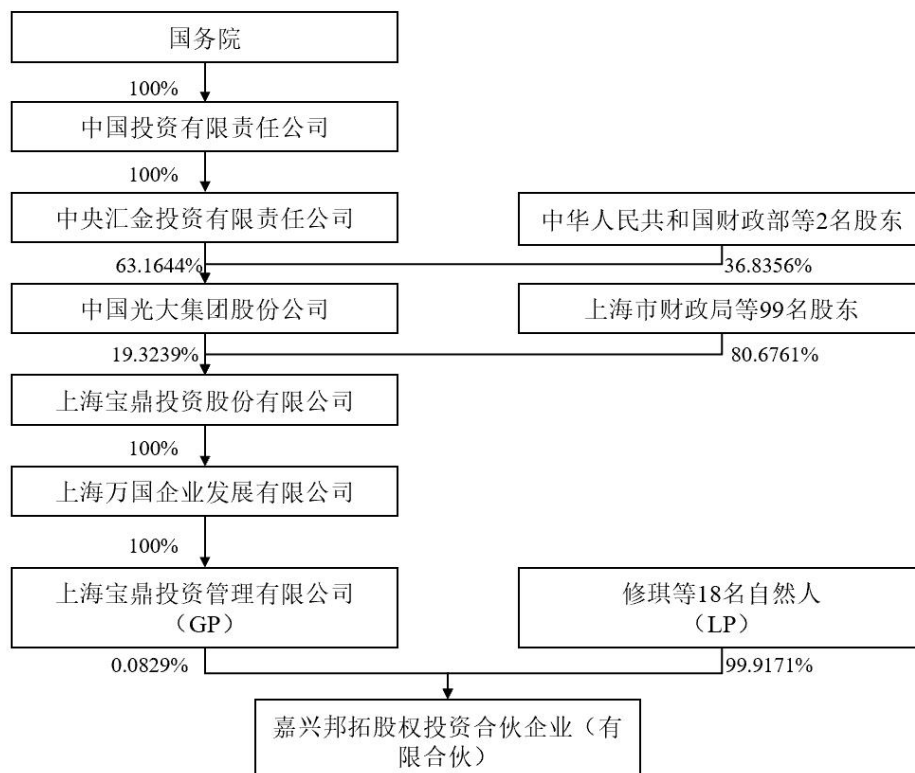 国务院
100%
中国投资有限责任公司
100%
中央汇金投资有限责任公司
中华人民共和国财政部等2名股东
63.1644%
36.8356%
中国光大集团股份公司
上海市财政局等99名股东
19.3239%
80.6761%
上海宝鼎投资股份有限公司
100%
上海万国企业发展有限公司
100%
上海宝鼎投资管理有限公司
（GP）
修琪等18名自然人
（LP）
0.0829%
99.9171%
嘉兴邦拓股权投资合伙企业（有
限合伙）